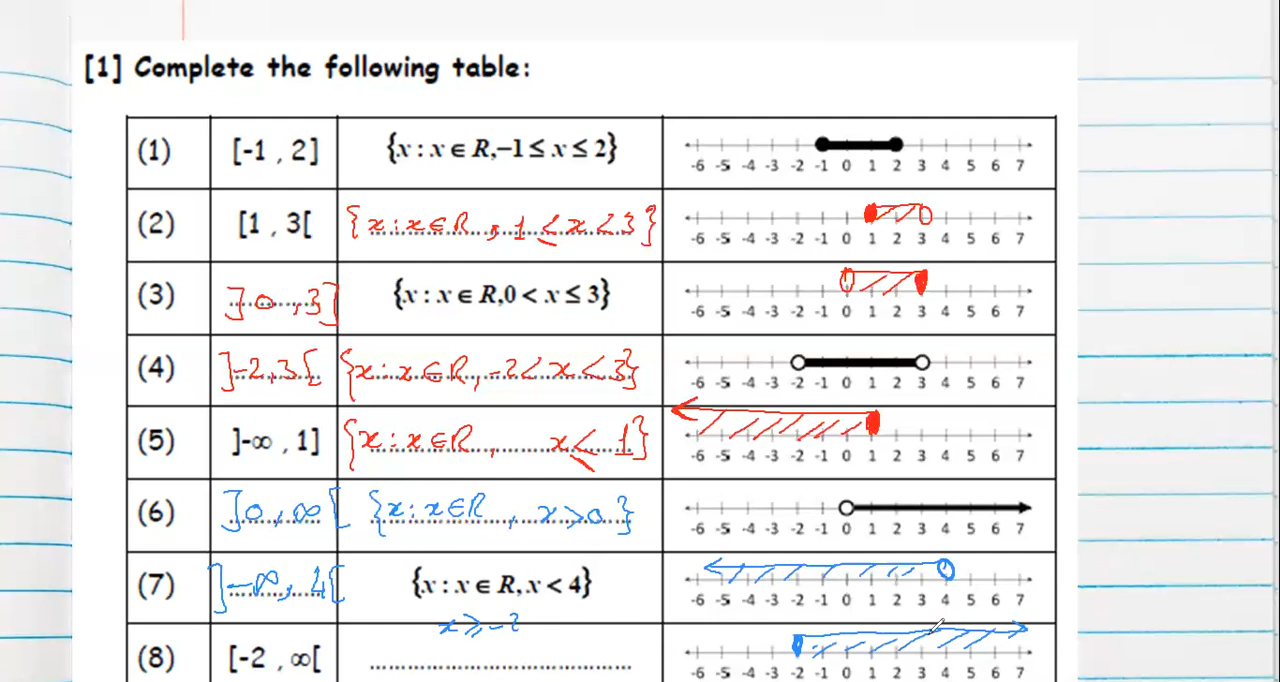 [1] Complete the following table:
(1) [-1 , 2] {x : x ∈ R,−1 ≤ x ≤ 2}
-6 -5 -4 -3 -2 -1 0 1 2 3 4 5 6 7
(2) [1 , 3[ {x : x ∈ R , 1 ≤ x < 3}
-6 -5 -4 -3 -2 -1 0 1 2 3 4 5 6 7
(3) ]0 , 3] {x : x ∈ R,0 < x ≤ 3}
-6 -5 -4 -3 -2 -1 0 1 2 3 4 5 6 7
(4) ]-2 , 3[ {x : x ∈ R , -2 < x < 3}
-6 -5 -4 -3 -2 -1 0 1 2 3 4 5 6 7
(5) ]-∞ , 1] {x : x ∈ R , x ≤ 1}
-6 -5 -4 -3 -2 -1 0 1 2 3 4 5 6 7
(6) ]0 , ∞[ {x : x ∈ R , x > 0}
-6 -5 -4 -3 -2 -1 0 1 2 3 4 5 6 7
(7) ]-∞ , 4[ {x : x ∈ R, x < 4}
-6 -5 -4 -3 -2 -1 0 1 2 3 4 5 6 7
x ≥ -2
(8) [-2 , ∞[ ....................................
-6 -5 -4 -3 -2 -1 0 1 2 3 4 5 6 7